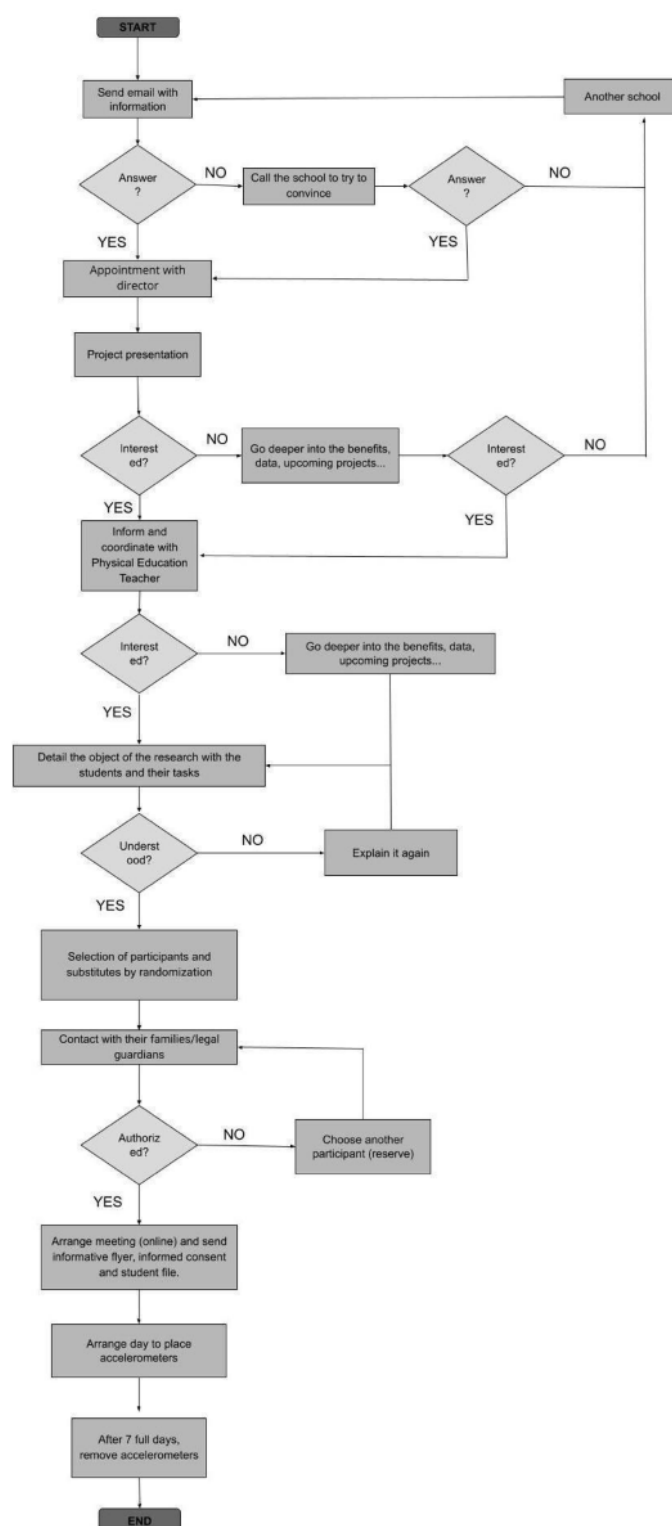 START
Send email with
information
Another school
Answer
?
NO
Call the school to try to
convince
Answer
?
NO
YES
YES
Appointment with
director
Project presentation
Interest
ed?
NO
Go deeper into the benefits,
data, upcoming projects...
Interest
ed?
NO
YES
YES
Inform and
coordinate with
Physical Education
Teacher
Interest
ed?
NO
Go deeper into the benefits, data,
upcoming projects...
YES
Detail the object of the research with the
students and their tasks
Underst
ood?
NO
Explain it again
YES
Selection of participants and
substitutes by randomization
Contact with their families/legal
guardians
Authoriz
ed?
NO
Choose another
participant (reserve)
YES
Arrange meeting (online) and send
informative flyer, informed consent
and student file.
Arrange day to place
accelerometers
After 7 full days,
remove accelerometers
END